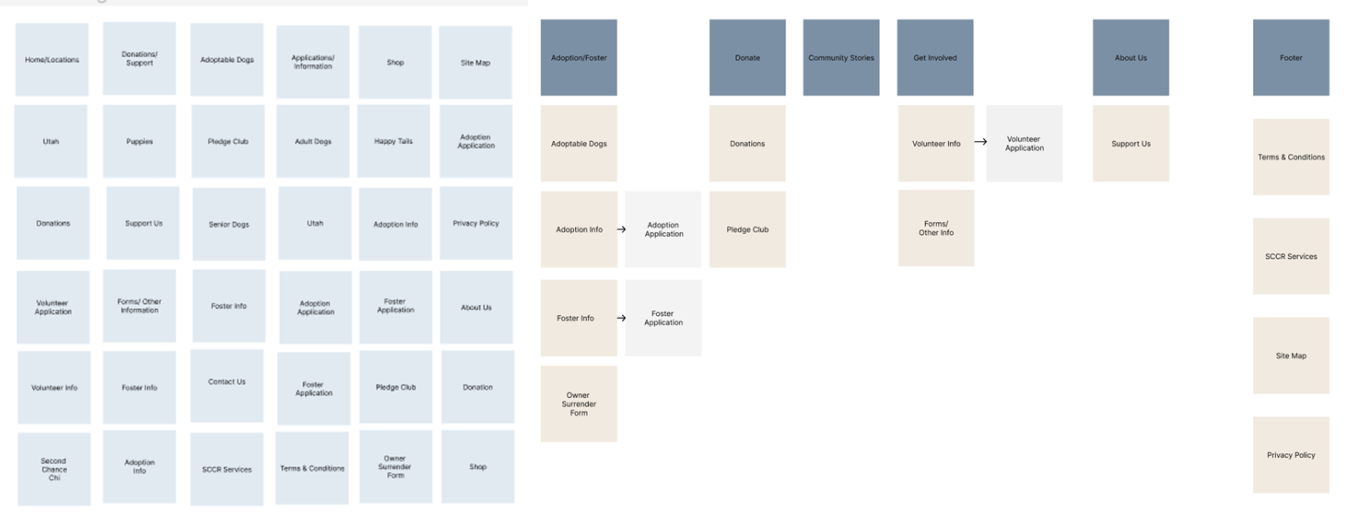 Home/Locations
Donations/
Support
Adoptable Dogs
Applications/
Information
Shop
Site Map
Utah
Puppies
Pledge Club
Adult Dogs
Happy Tails
Adoption
Application
Donations
Support Us
Senior Dogs
Utah
Adoption Info
Privacy Policy
Volunteer
Application
Forms/ Other
Information
Foster Info
Adoption
Application
Foster
Application
About Us
Volunteer Info
Foster Info
Contact Us
Foster
Application
Pledge Club
Donation
Second
Chance
Chi
Adoption
Info
SCCR Services
Terms & Conditions
Owner
Surrender
Form
Shop
Adoption/Foster
Donate
Community Stories
Get Involved
About Us
Footer
Adoptable Dogs
Donations
Volunteer Info
Volunteer
Application
Support Us
Terms & Conditions
Adoption Info
Adoption
Application
Pledge Club
Forms/
Other Info
SCCR Services
Foster Info
Foster
Application
Site Map
Owner
Surrender
Form
Privacy Policy